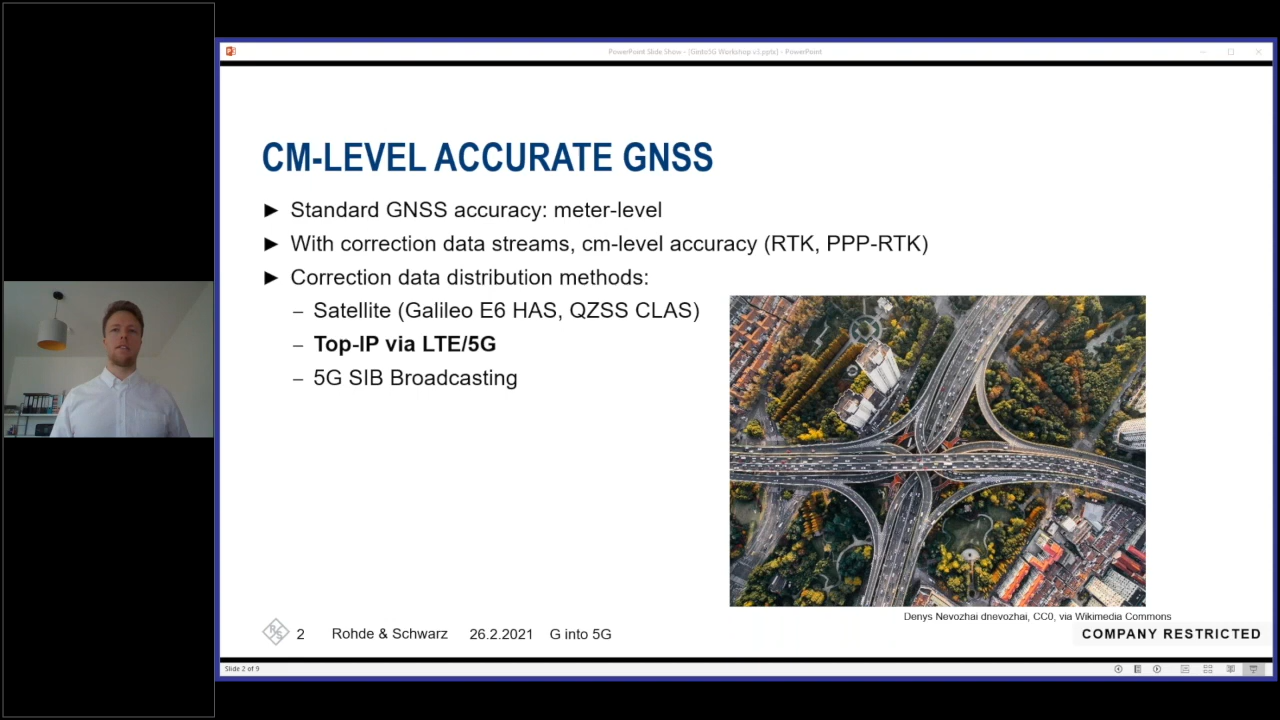 PowerPoint Slide Show - [Ginto5G Workshop v3.pptx] - PowerPoint
CM-LEVEL ACCURATE GNSS
► Standard GNSS accuracy: meter-level
► With correction data streams, cm-level accuracy (RTK, PPP-RTK)
► Correction data distribution methods:
– Satellite (Galileo E6 HAS, QZSS CLAS)
– Top-IP via LTE/5G
– 5G SIB Broadcasting
Denys Nevozhai dnevozhai, CC0, via Wikimedia Commons
R&S 2 Rohde & Schwarz 26.2.2021 G into 5G
COMPANY RESTRICTED
Slide 2 of 9